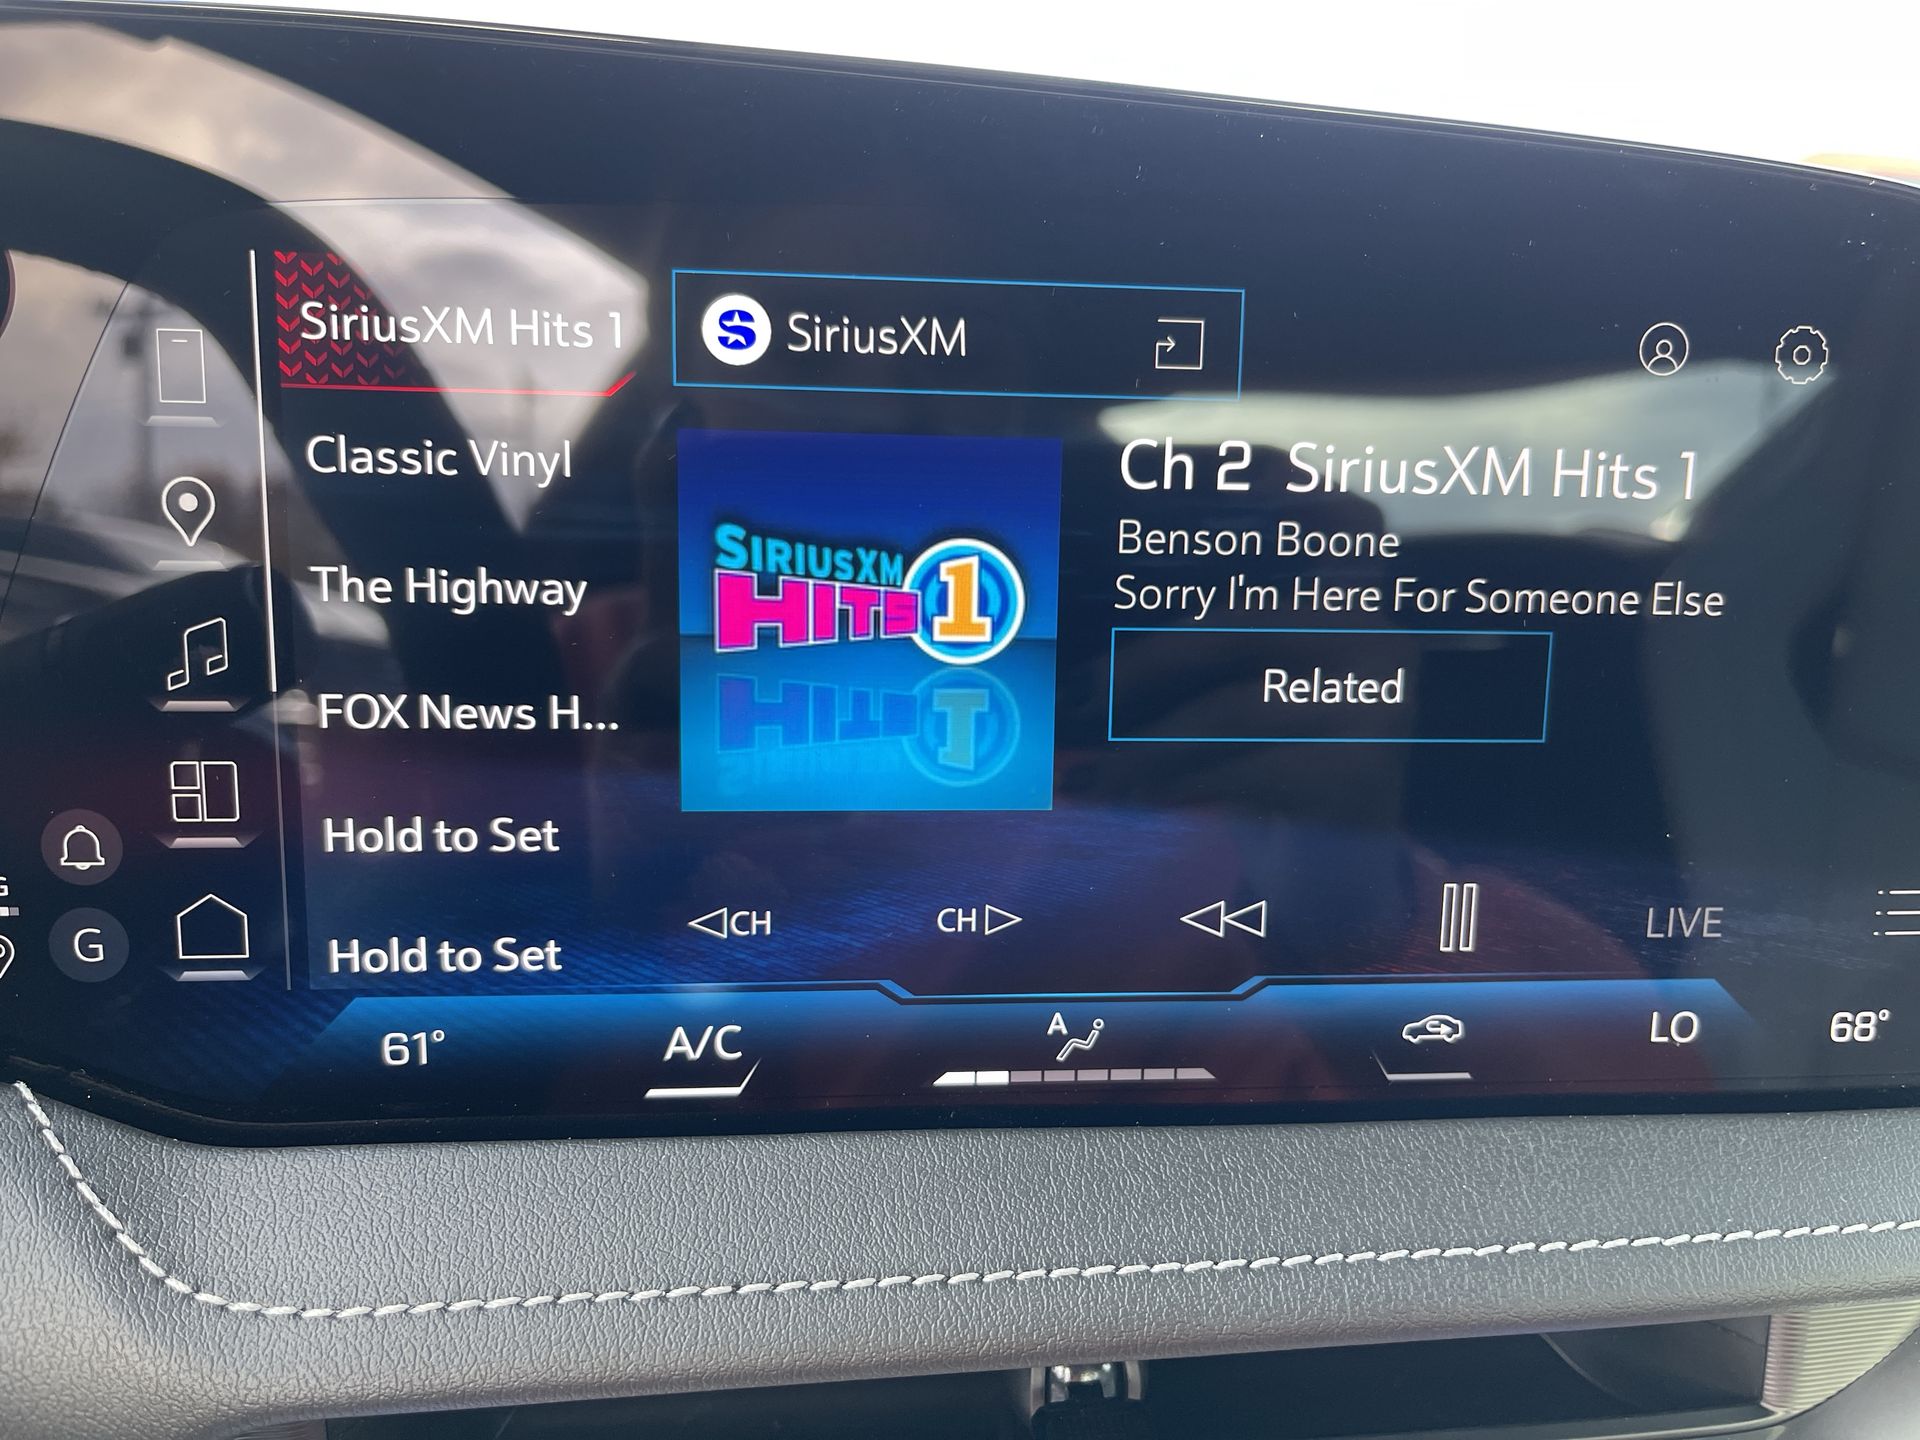 SiriusXM Hits 1
Classic Vinyl
The Highway
FOX News H...
Hold to Set
Hold to Set
S SiriusXM
SIRIUSXM
HITS 1
Ch 2 SiriusXM Hits 1
Benson Boone
Sorry I'm Here For Someone Else
Related
CH
CH
LIVE
G
G
61°
A/C
A
LO
68°